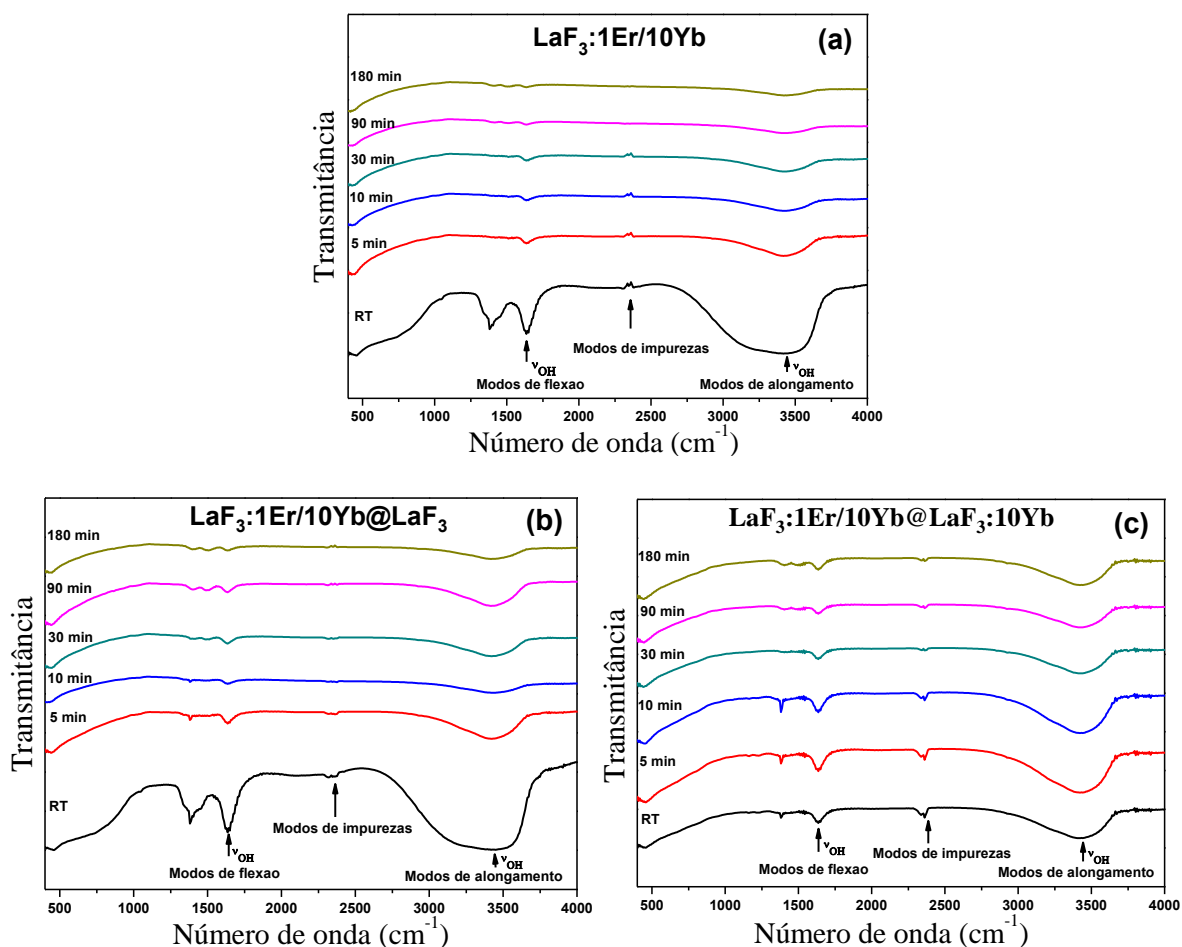 LaF₃:1Er/10Yb
(a)
180 min
90 min
30 min
10 min
5 min
RT
Transmitância
Modos de impurezas
νOH
Modos de flexao
νOH
Modos de alongamento
500 1000 1500 2000 2500 3000 3500 4000
Número de onda (cm⁻¹)
LaF₃:1Er/10Yb@LaF₃
(b)
180 min
90 min
30 min
10 min
5 min
RT
Transmitância
Modos de impurezas
νOH
Modos de flexao
νOH
Modos de alongamento
500 1000 1500 2000 2500 3000 3500 4000
Número de onda (cm⁻¹)
LaF₃:1Er/10Yb@LaF₃:10Yb
(c)
180 min
90 min
30 min
10 min
5 min
RT
Transmitância
νOH
Modos de flexao
Modos de impurezas
νOH
Modos de alongamento
500 1000 1500 2000 2500 3000 3500 4000
Número de onda (cm⁻¹)